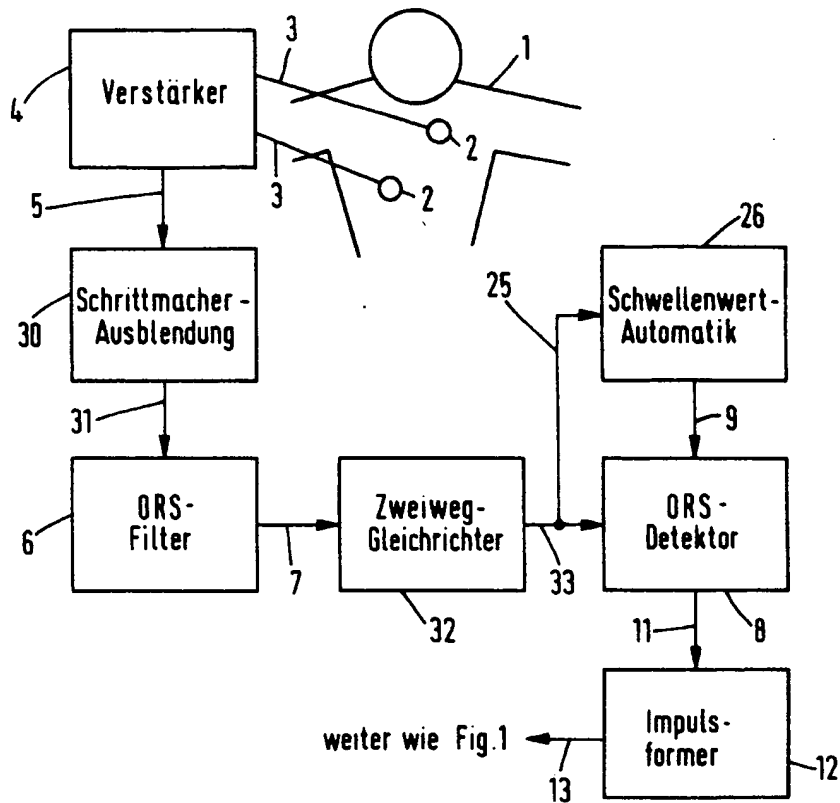 3
1
4
Verstärker
2
3
2
5
26
25
30
Schrittmacher-
Ausblendung
Schwellenwert-
Automatik
31
9
6
ORS-
Filter
7
Zweiweg-
Gleichrichter
33
ORS-
Detektor
32
11
8
weiter wie Fig.1
13
Impuls-
former
12